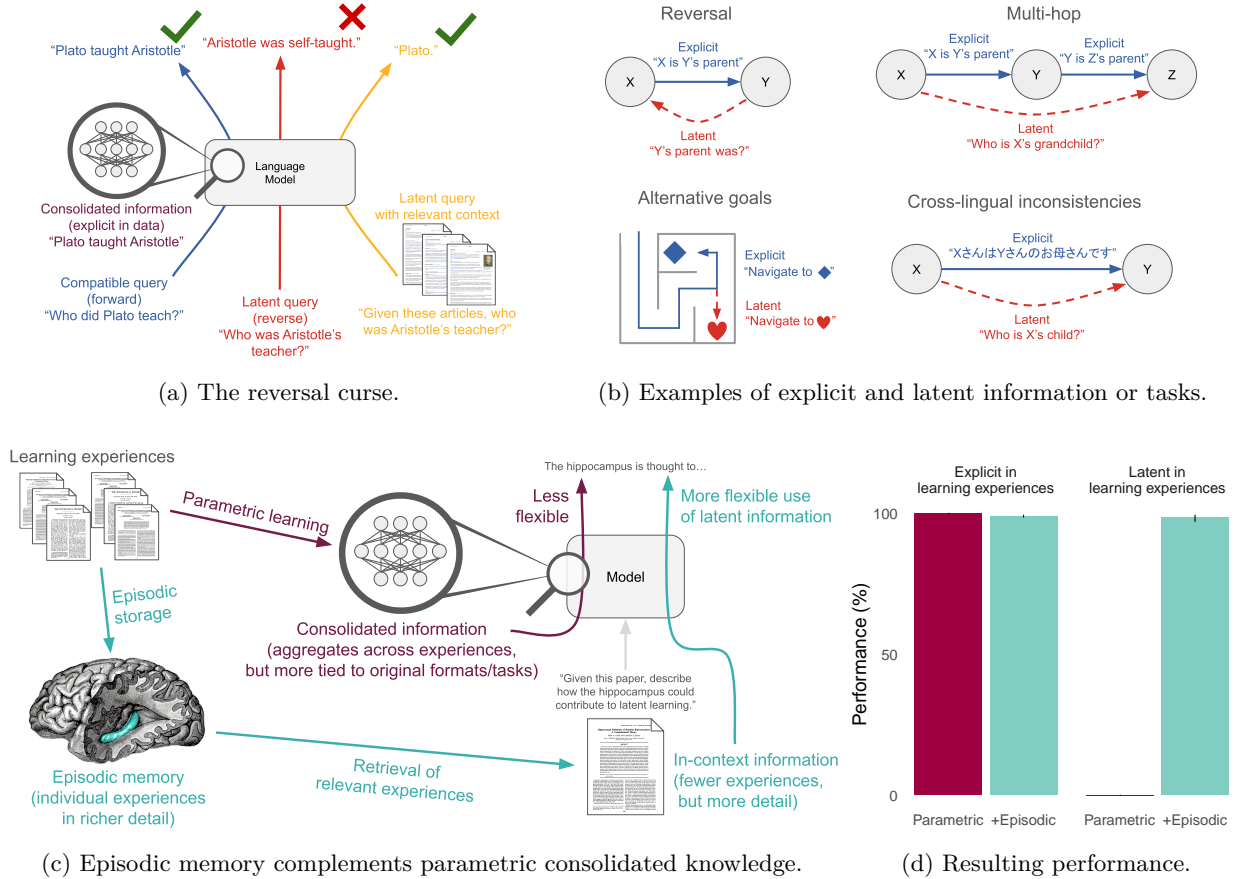 “Plato taught Aristotle”
“Aristotle was self-taught.”
“Plato.”
Language
Model
Consolidated information
(explicit in data)
“Plato taught Aristotle”
Latent query
with relevant context
Compatible query
(forward)
“Who did Plato teach?”
Latent query
(reverse)
“Who was Aristotle’s
teacher?”
“Given these articles, who
was Aristotle’s teacher?”
(a) The reversal curse.
Reversal
Explicit
“X is Y’s parent”
X
Y
Latent
“Y’s parent was?”
Multi-hop
Explicit
“X is Y’s parent”
Explicit
“Y is Z’s parent”
X
Y
Z
Latent
“Who is X’s grandchild?”
Alternative goals
Explicit
“Navigate to ◆”
Latent
“Navigate to ♥”
Cross-lingual inconsistencies
Explicit
“XさんはYさんのお母さんです”
X
Y
Latent
“Who is X’s child?”
(b) Examples of explicit and latent information or tasks.
Learning experiences
Parametric learning
Episodic
storage
Episodic memory
(individual experiences
in richer detail)
Retrieval of
relevant experiences
Consolidated information
(aggregates across experiences,
but more tied to original formats/tasks)
The hippocampus is thought to…
Less
flexible
More flexible use
of latent information
Model
“Given this paper, describe
how the hippocampus could
contribute to latent learning.”
In-context information
(fewer experiences,
but more detail)
(c) Episodic memory complements parametric consolidated knowledge.
Explicit in
learning experiences
Latent in
learning experiences
Performance (%)
100
50
0
Parametric
+Episodic
Parametric
+Episodic
(d) Resulting performance.